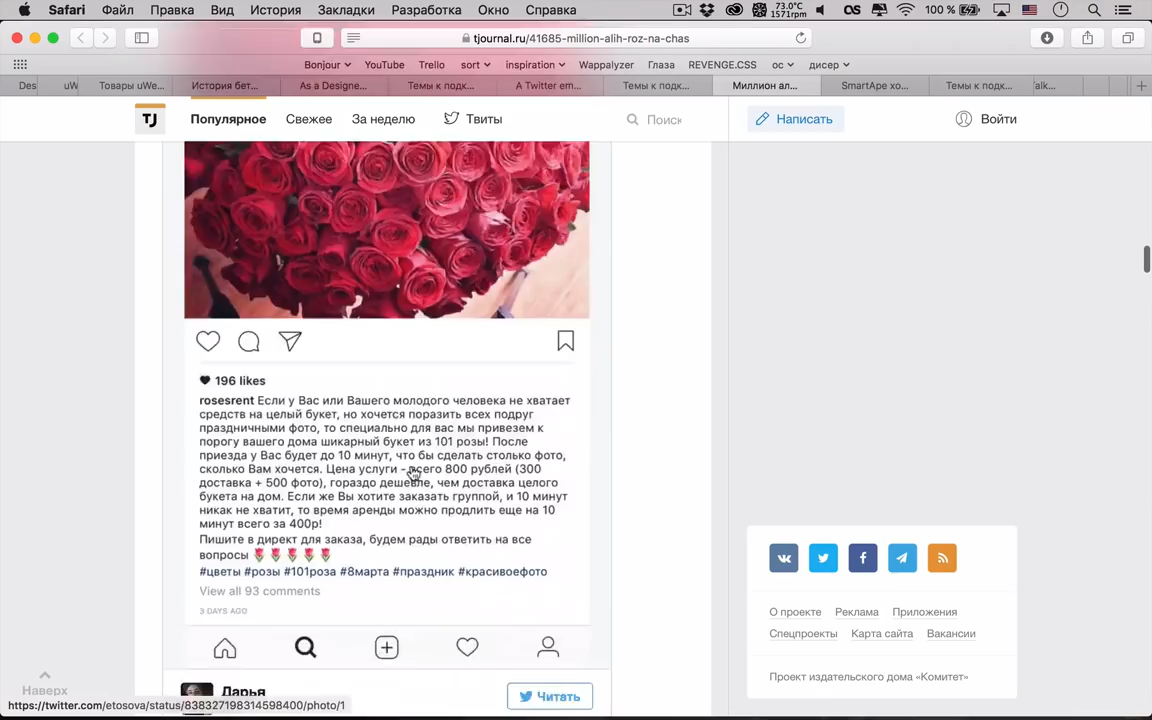 Safari Файл Правка Вид История Закладки Разработка Окно Справка 73.0°C 1571rpm 100 %
tjournal.ru/41685-million-alih-roz-na-chas
Bonjour YouTube Trello sort inspiration Wappalyzer Глаза REVENGE.CSS ос дисер
Des uW Товары uWe... История бет... As a Designe... Темы к подк... A Twitter em... Темы к подк... Миллион ал... SmartApe хо... Темы к подк... Talk...
TJ Популярное Свежее За неделю Твиты Поиск Написать Войти
196 likes
rosesrent Если у Вас или Вашего молодого человека не хватает
средств на целый букет, но хочется поразить всех подруг
праздничными фото, то специально для вас мы привезем к
порогу вашего дома шикарный букет из 101 розы! После
приезда у Вас будет до 10 минут, что бы сделать столько фото,
сколько Вам хочется. Цена услуги - всего 800 рублей (300
доставка + 500 фото), гораздо дешевле, чем доставка целого
букета на дом. Если же Вы хотите заказать группой, и 10 минут
никак не хватит, то время аренды можно продлить еще на 10
минут всего за 400р!
Пишите в директ для заказа, будем рады ответить на все
вопросы 🌷🌷🌷🌷🌷
#цветы #розы #101роза #8марта #праздник #красивоефото
View all 93 comments
3 DAYS AGO
Дарья Читать
О проекте Реклама Приложения
Спецпроекты Карта сайта Вакансии
Проект издательского дома «Комитет»
Наверх
https://twitter.com/etosova/status/838327198314598400/photo/1